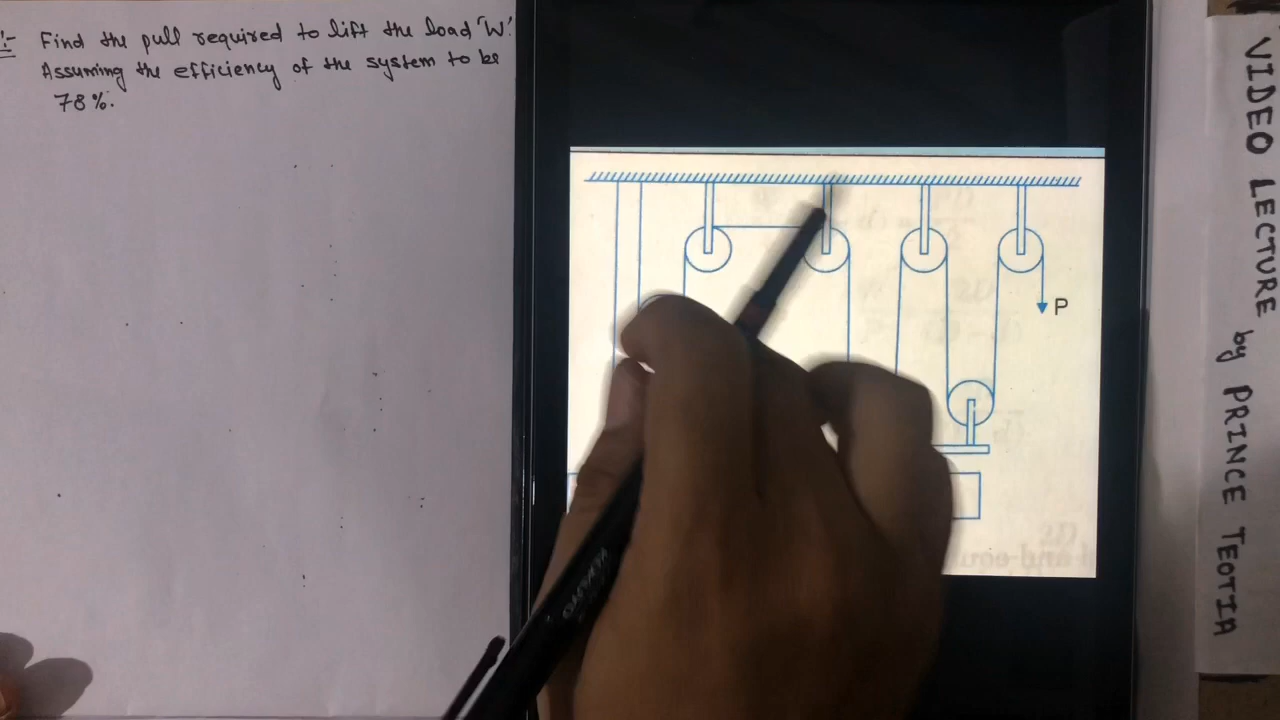 :- Find the pull required to lift the load 'W'.
Assuming the efficiency of the system to be
78%.
P
VIDEO LECTURE
by PRINCE TEOTIA